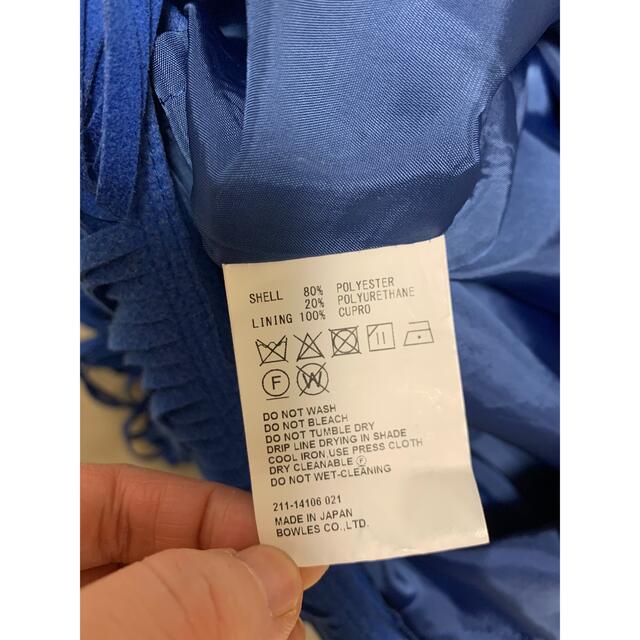 SHELL 80% POLYESTER
20% POLYURETHANE
LINING 100% CUPRO
F W
DO NOT WASH
DO NOT BLEACH
DO NOT TUMBLE DRY
DRIP LINE DRYING IN SHADE
COOL IRON, USE PRESS CLOTH
DRY CLEANABLE Ⓕ
DO NOT WET-CLEANING
211-14106 021
MADE IN JAPAN
BOWLES CO.,LTD.